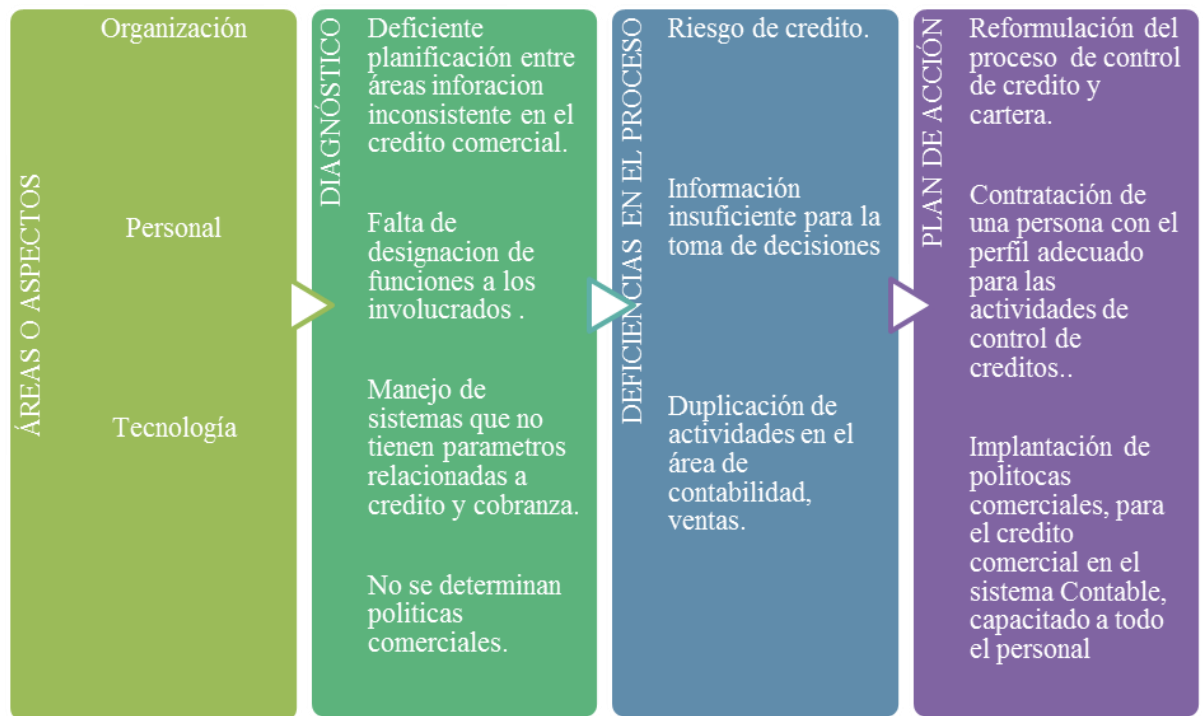 ÁREAS O ASPECTOS
Organización
Personal
Tecnología
DIAGNÓSTICO
Deficiente
planificación entre
áreas inforacion
inconsistente en el
credito comercial.
Falta de
designacion de
funciones a los
involucrados .
Manejo de
sistemas que no
tienen parametros
relacionadas a
credito y cobranza.
No se determinan
politicas
comerciales.
DEFICIENCIAS EN EL PROCESO
Riesgo de credito.
Información
insuficiente para la
toma de decisiones
Duplicación de
actividades en el
área de
contabilidad,
ventas.
PLAN DE ACCIÓN
Reformulación del
proceso de control
de credito y
cartera.
Contratación de
una persona con el
perfil adecuado
para las
actividades de
control de
creditos..
Implantación de
politocas
comerciales, para
el credito
comercial en el
sistema Contable,
capacitado a todo
el personal